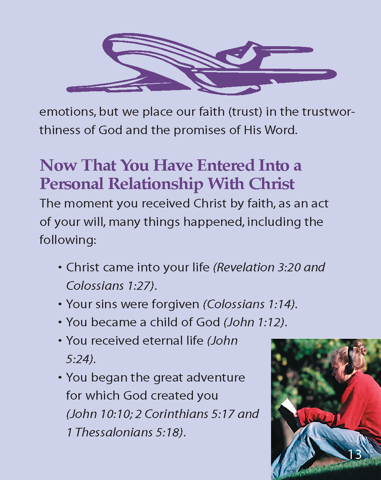 emotions, but we place our faith (trust) in the trustwor-
thiness of God and the promises of His Word.
Now That You Have Entered Into a
Personal Relationship With Christ
The moment you received Christ by faith, as an act
of your will, many things happened, including the
following:
• Christ came into your life (Revelation 3:20 and
Colossians 1:27).
• Your sins were forgiven (Colossians 1:14).
• You became a child of God (John 1:12).
• You received eternal life (John
5:24).
• You began the great adventure
for which God created you
(John 10:10; 2 Corinthians 5:17 and
1 Thessalonians 5:18).
13